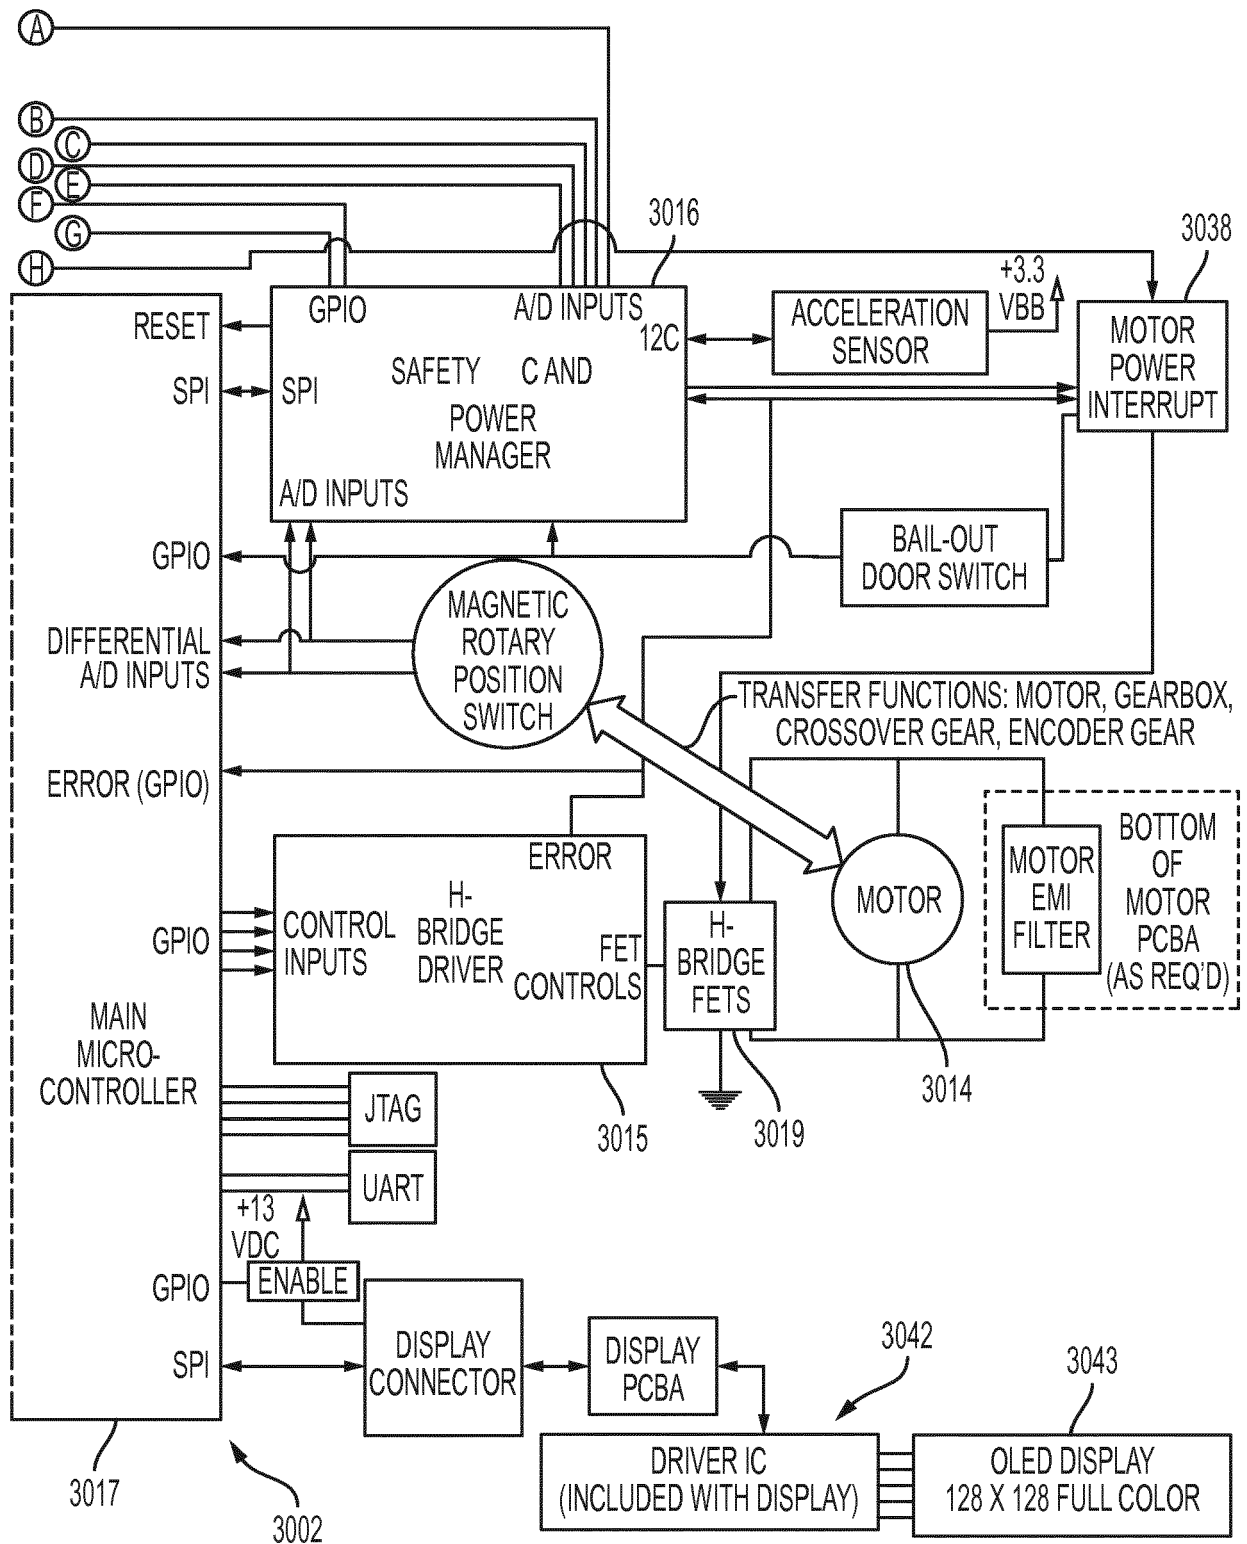 A
B
C
D
E
F
G
H
3016
3038
+3.3
VBB
RESET
GPIO
A/D INPUTS
12C
ACCELERATION
SENSOR
MOTOR
POWER
INTERRUPT
SPI
SPI
SAFETY C AND
POWER
MANAGER
A/D INPUTS
GPIO
BAIL-OUT
DOOR SWITCH
MAGNETIC
ROTARY
POSITION
SWITCH
DIFFERENTIAL
A/D INPUTS
TRANSFER FUNCTIONS: MOTOR, GEARBOX,
CROSSOVER GEAR, ENCODER GEAR
ERROR (GPIO)
ERROR
H-
BRIDGE
DRIVER
CONTROL
INPUTS
FET
CONTROLS
GPIO
H-
BRIDGE
FETS
MOTOR
MOTOR
EMI
FILTER
BOTTOM
OF
MOTOR
PCBA
(AS REQ'D)
MAIN
MICRO-
CONTROLLER
JTAG
3015
3019
3014
UART
+13
VDC
GPIO
ENABLE
SPI
DISPLAY
CONNECTOR
DISPLAY
PCBA
3042
3043
DRIVER IC
(INCLUDED WITH DISPLAY)
OLED DISPLAY
128 X 128 FULL COLOR
3017
3002